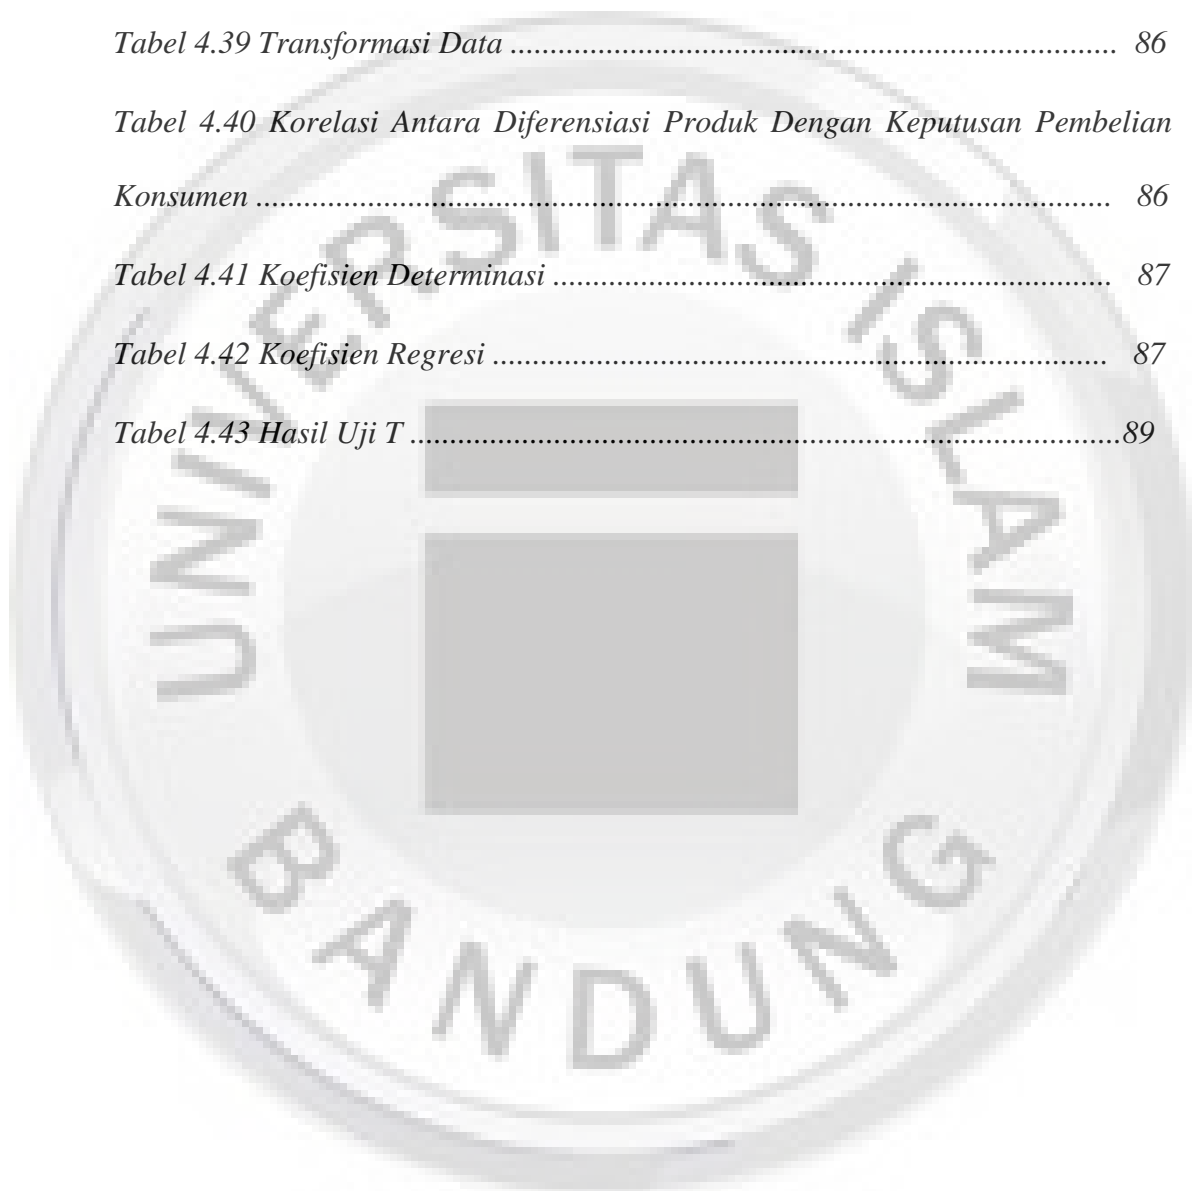 Tabel 4.39 Transformasi Data ............................................................................ 86
Tabel 4.40 Korelasi Antara Diferensiasi Produk Dengan Keputusan Pembelian
Konsumen ........................................................................................................... 86
Tabel 4.41 Koefisien Determinasi ...................................................................... 87
Tabel 4.42 Koefisien Regresi ............................................................................. 87
Tabel 4.43 Hasil Uji T .........................................................................................89
UNIVERSITAS ISLAM
BANDUNG